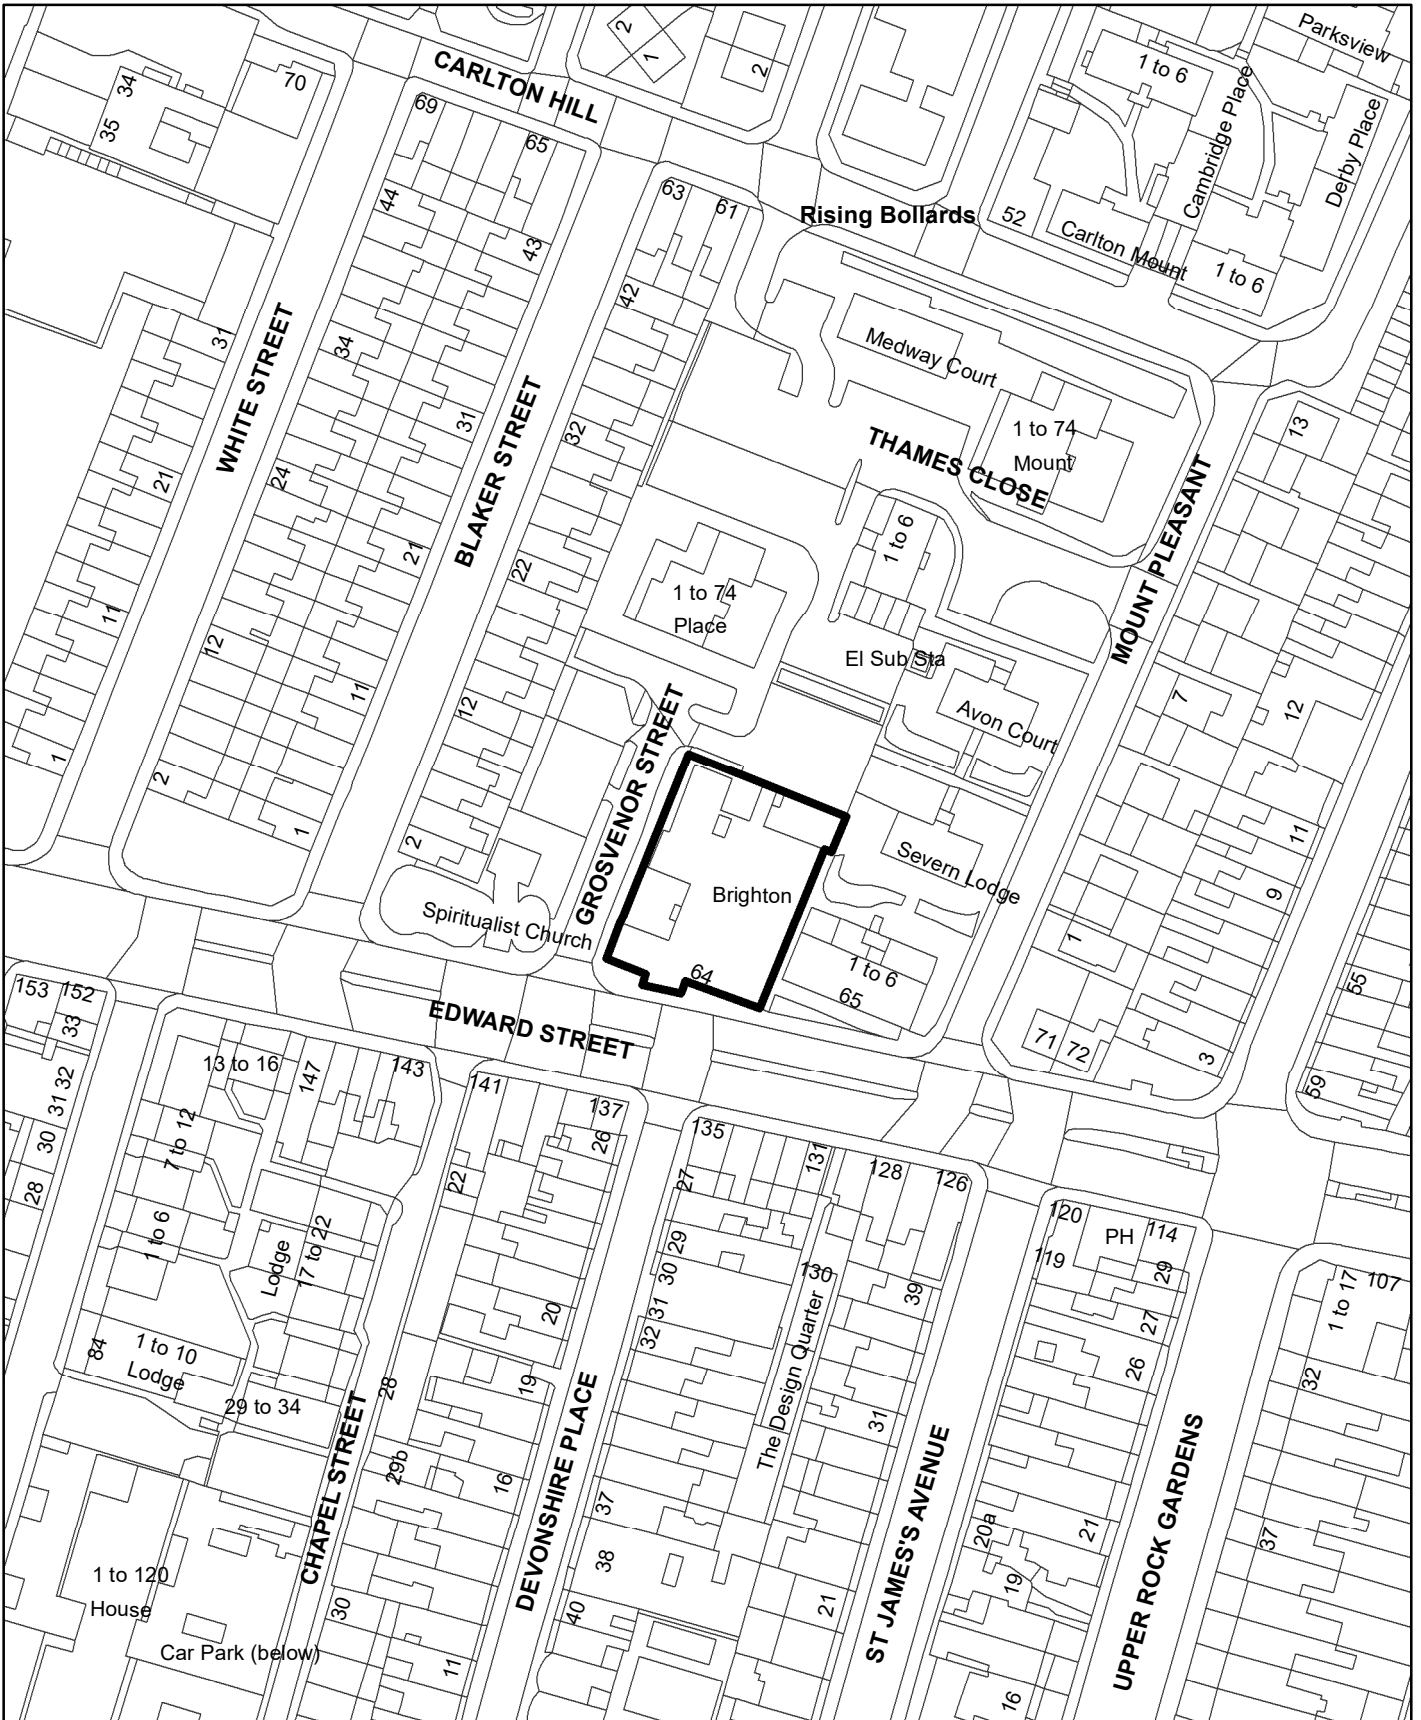 Parksview
2
1
2
CARLTON HILL
1 to 6
70
34
35
69
65
Cambridge Place
Derby Place
44
63
61
43
Rising Bollards
52
Carlton Mount
1 to 6
42
31
WHITE STREET
34
Medway Court
BLAKER STREET
31
32
THAMES CLOSE
1 to 74
Mount
13
24
21
21
22
1 to 6
MOUNT PLEASANT
1 to 74
Place
11
12
El Sub Sta
11
12
7
12
Avon Court
GROSVENOR STREET
1
2
1
2
Severn Lodge
11
9
Brighton
Spiritualist Church
1
1 to 6
64
65
55
153
152
33
EDWARD STREET
71
72
3
59
13 to 16
147
143
141
137
26
32
31
30
28
7 to 12
1 to 6
Lodge
17 to 22
22
135
131
27
128
126
29
30
31
32
130
The Design Quarter
39
120
PH
114
119
29
27
26
1 to 17
107
32
84
1 to 10
Lodge
29 to 34
20
19
28
CHAPEL STREET
29b
16
DEVONSHIRE PLACE
31
ST JAMES'S AVENUE
UPPER ROCK GARDENS
37
38
40
20a
19
21
37
1 to 120
House
30
21
Car Park (below)
11
16